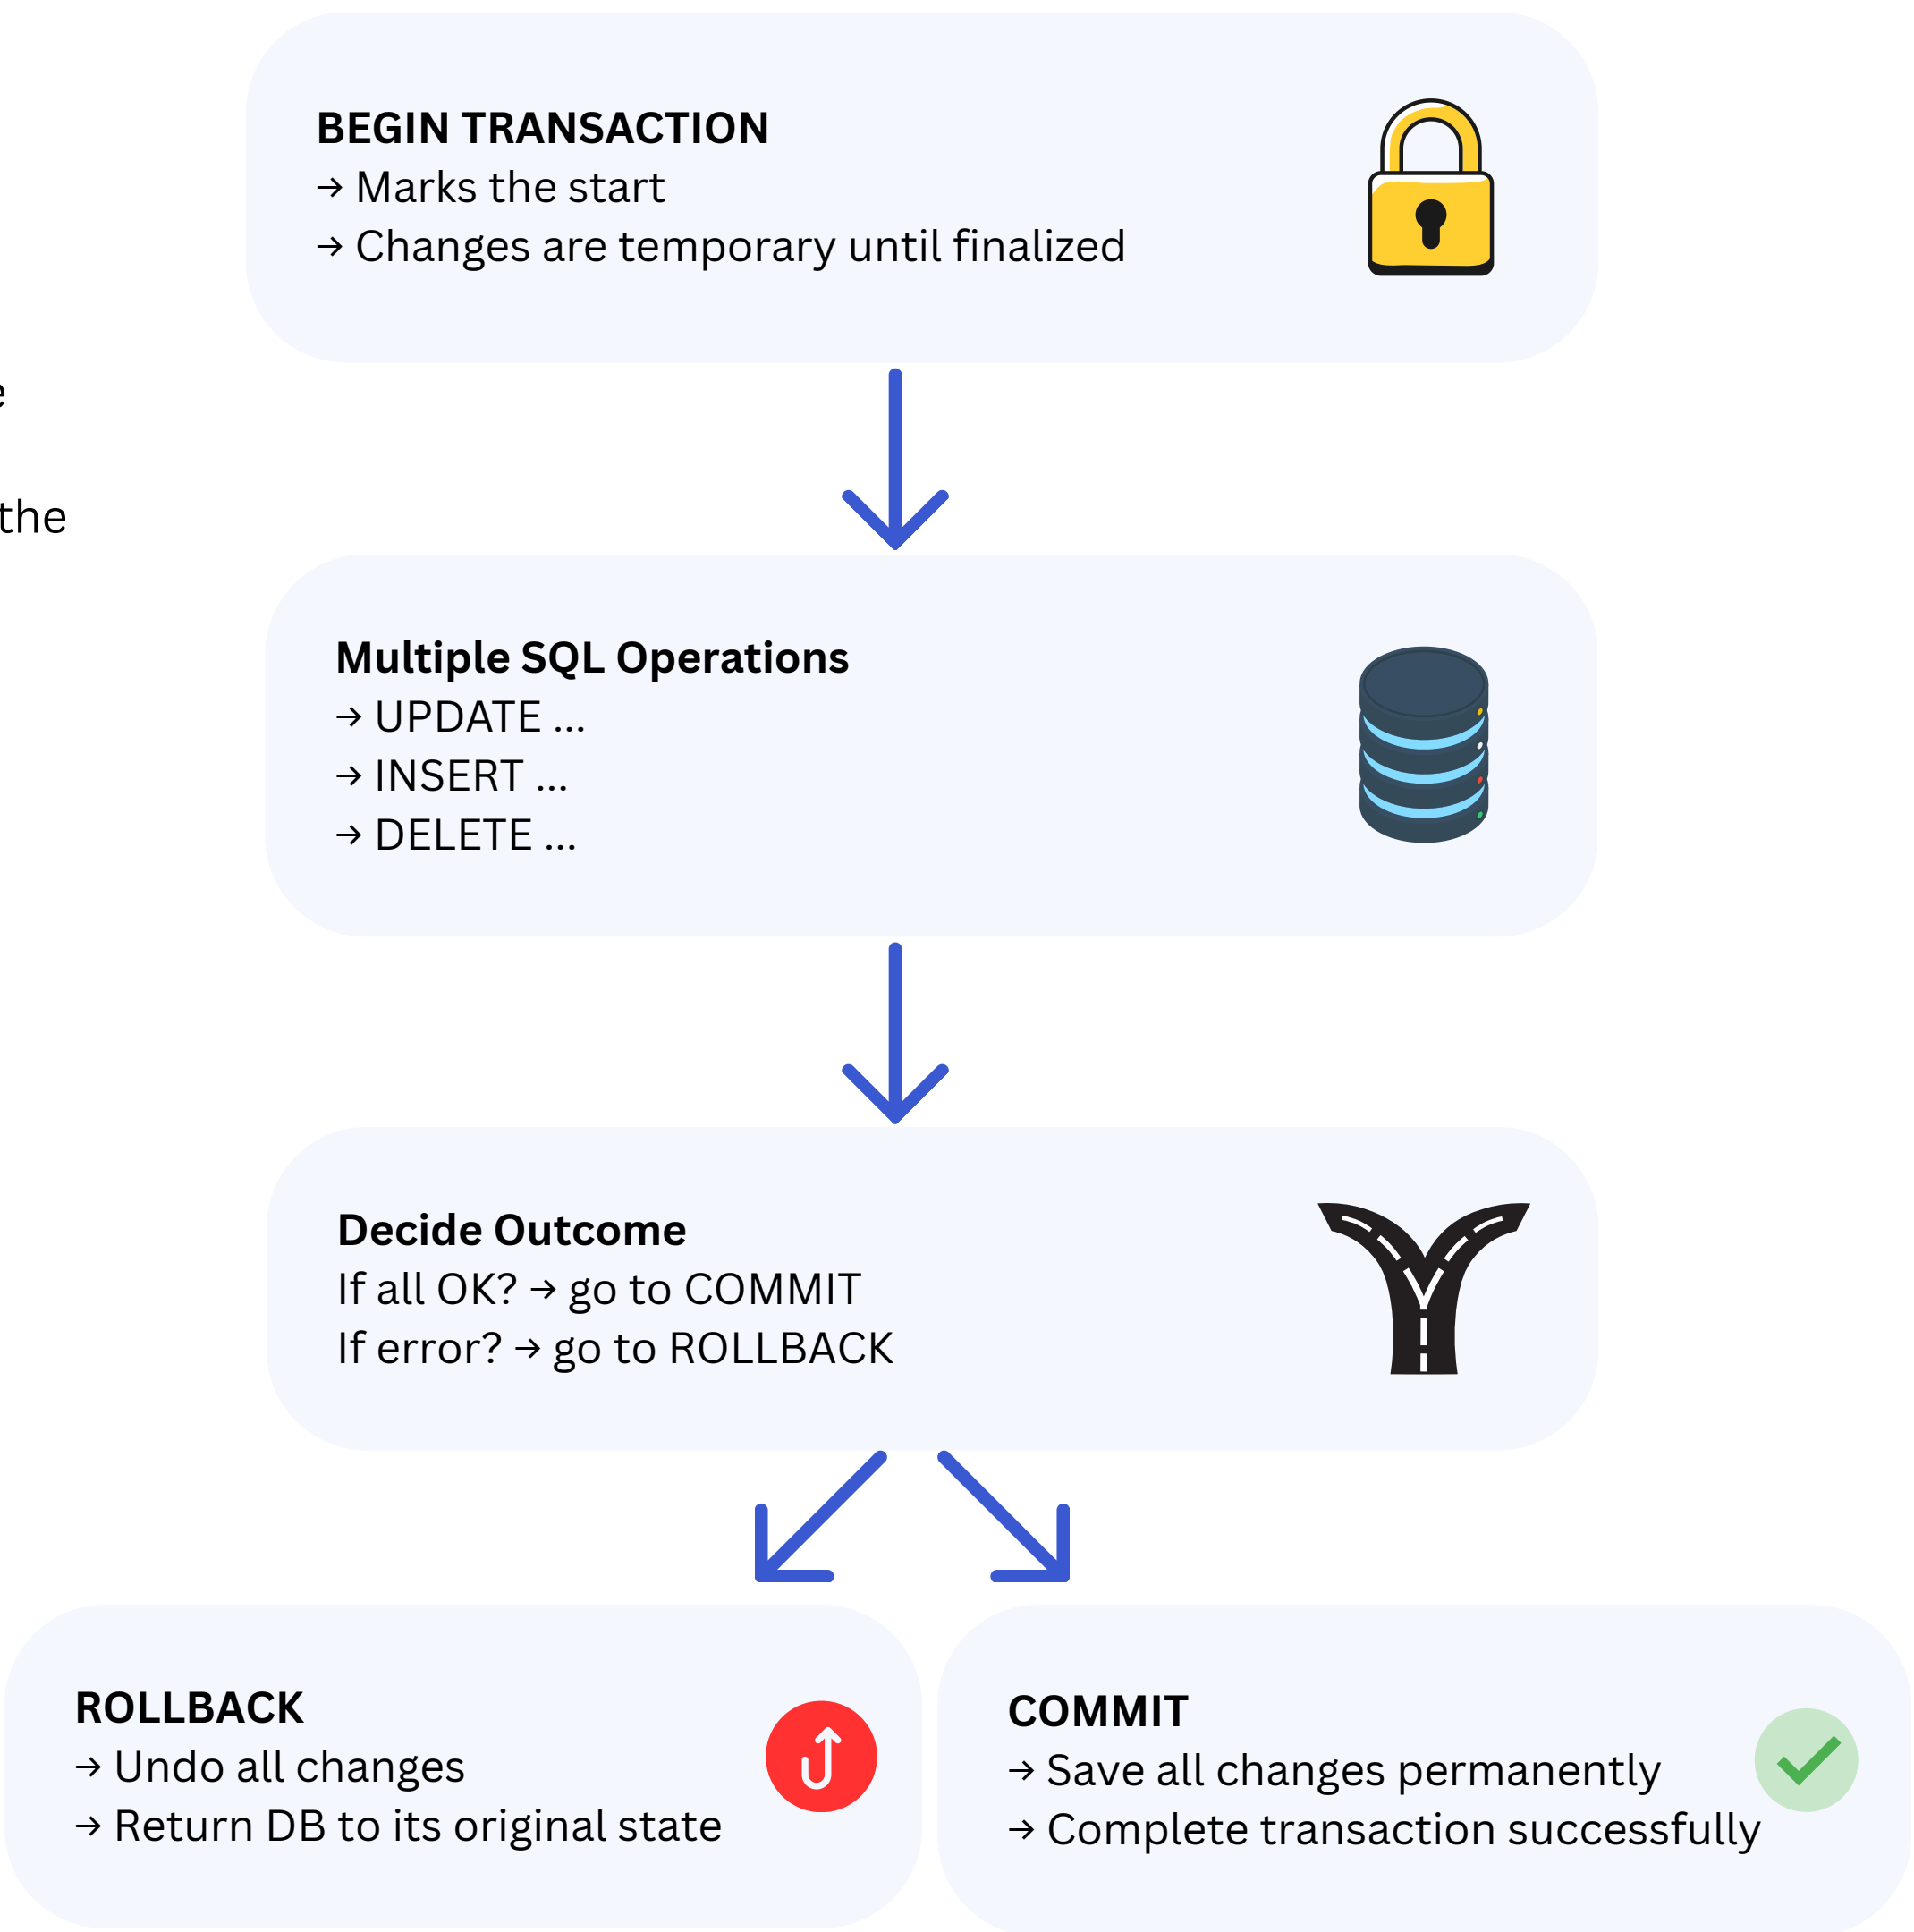 BEGIN TRANSACTION
→ Marks the start
→ Changes are temporary until finalized
e
the
Multiple SQL Operations
→ UPDATE ...
→ INSERT ...
→ DELETE ...
Decide Outcome
If all OK? → go to COMMIT
If error? → go to ROLLBACK
ROLLBACK
→ Undo all changes
→ Return DB to its original state
COMMIT
→ Save all changes permanently
→ Complete transaction successfully